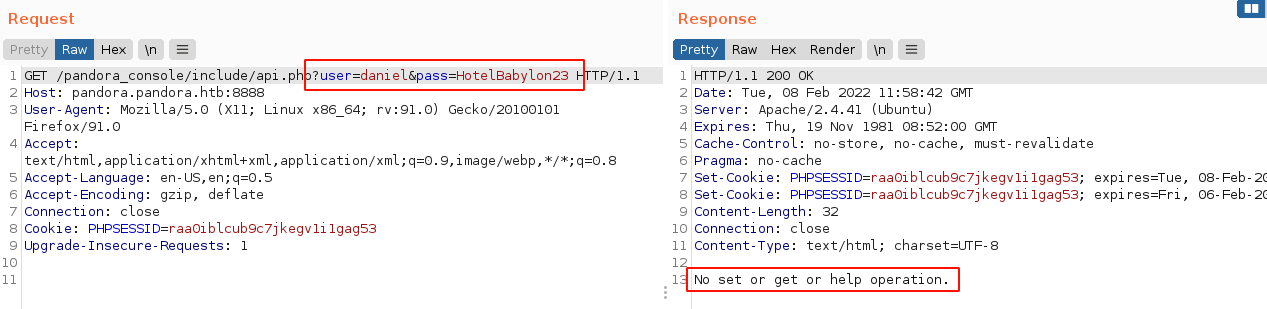 Request
Pretty Raw Hex \n
1 GET /pandora_console/include/api.php?user=daniel&pass=HotelBabylon23 HTTP/1.1
2 Host: pandora.pandora.htb:8888
3 User-Agent: Mozilla/5.0 (X11; Linux x86_64; rv:91.0) Gecko/20100101
Firefox/91.0
4 Accept:
text/html,application/xhtml+xml,application/xml;q=0.9,image/webp,*/*;q=0.8
5 Accept-Language: en-US,en;q=0.5
6 Accept-Encoding: gzip, deflate
7 Connection: close
8 Cookie: PHPSESSID=raa0iblcub9c7jkegv1i1gag53
9 Upgrade-Insecure-Requests: 1
10
11
Response
Pretty Raw Hex Render \n
1 HTTP/1.1 200 OK
2 Date: Tue, 08 Feb 2022 11:58:42 GMT
3 Server: Apache/2.4.41 (Ubuntu)
4 Expires: Thu, 19 Nov 1981 08:52:00 GMT
5 Cache-Control: no-store, no-cache, must-revalidate
6 Pragma: no-cache
7 Set-Cookie: PHPSESSID=raa0iblcub9c7jkegv1i1gag53; expires=Tue, 08-Feb-20
8 Set-Cookie: PHPSESSID=raa0iblcub9c7jkegv1i1gag53; expires=Fri, 06-Feb-20
9 Content-Length: 32
10 Connection: close
11 Content-Type: text/html; charset=UTF-8
12
13 No set or get or help operation.